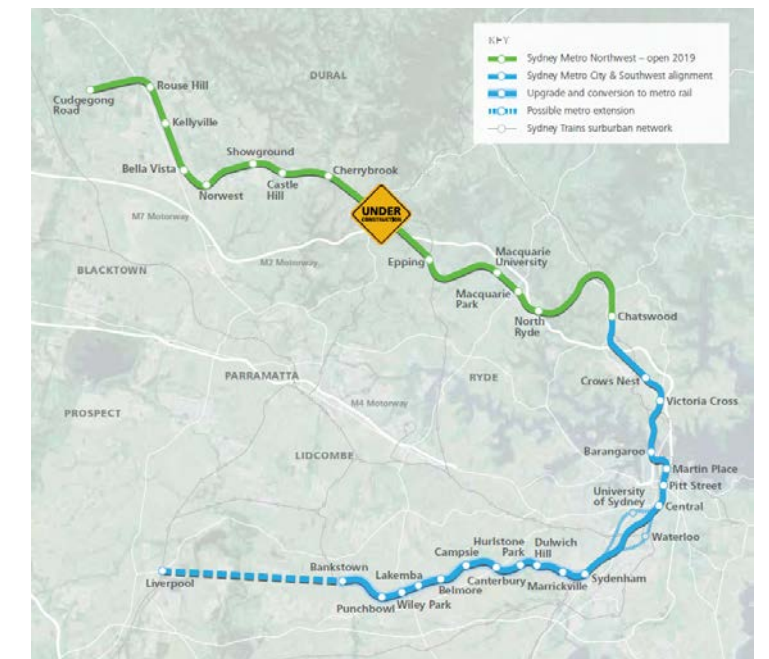 KEY
Sydney Metro Northwest – open 2019
Sydney Metro City & Southwest alignment
Upgrade and conversion to metro rail
Possible metro extension
Sydney Trains surburban network
DURAL
Cudgegong
Road
Rouse Hill
Kellyville
Bella Vista
Norwest
Showground
Castle
Hill
Cherrybrook
UNDER
CONSTRUCTION
M7 Motorway
M2 Motorway
BLACKTOWN
Epping
Macquarie
University
Macquarie
Park
North
Ryde
Chatswood
PARRAMATTA
RYDE
Crows Nest
M4 Motorway
Victoria Cross
PROSPECT
LIDCOMBE
Barangaroo
Martin Place
Pitt Street
University
of Sydney
Central
Waterloo
Liverpool
Bankstown
Punchbowl
Lakemba
Wiley Park
Belmore
Campsie
Canterbury
Hurlstone
Park
Dulwich
Hill
Marrickville
Sydenham